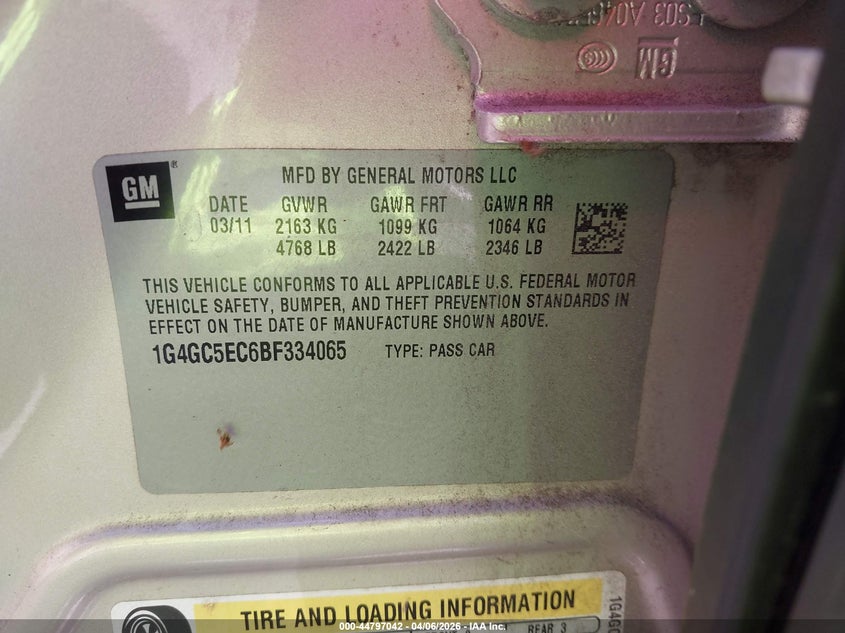 GM
GM ®
MFD BY GENERAL MOTORS LLC
DATE GVWR GAWR FRT GAWR RR
03/11 2163 KG 1099 KG 1064 KG
4768 LB 2422 LB 2346 LB
THIS VEHICLE CONFORMS TO ALL APPLICABLE U.S. FEDERAL MOTOR
VEHICLE SAFETY, BUMPER, AND THEFT PREVENTION STANDARDS IN
EFFECT ON THE DATE OF MANUFACTURE SHOWN ABOVE.
1G4GC5EC6BF334065 TYPE: PASS CAR
TIRE AND LOADING INFORMATION
REAR 3
000-44797042 - 04/06/2026 - IAA Inc.